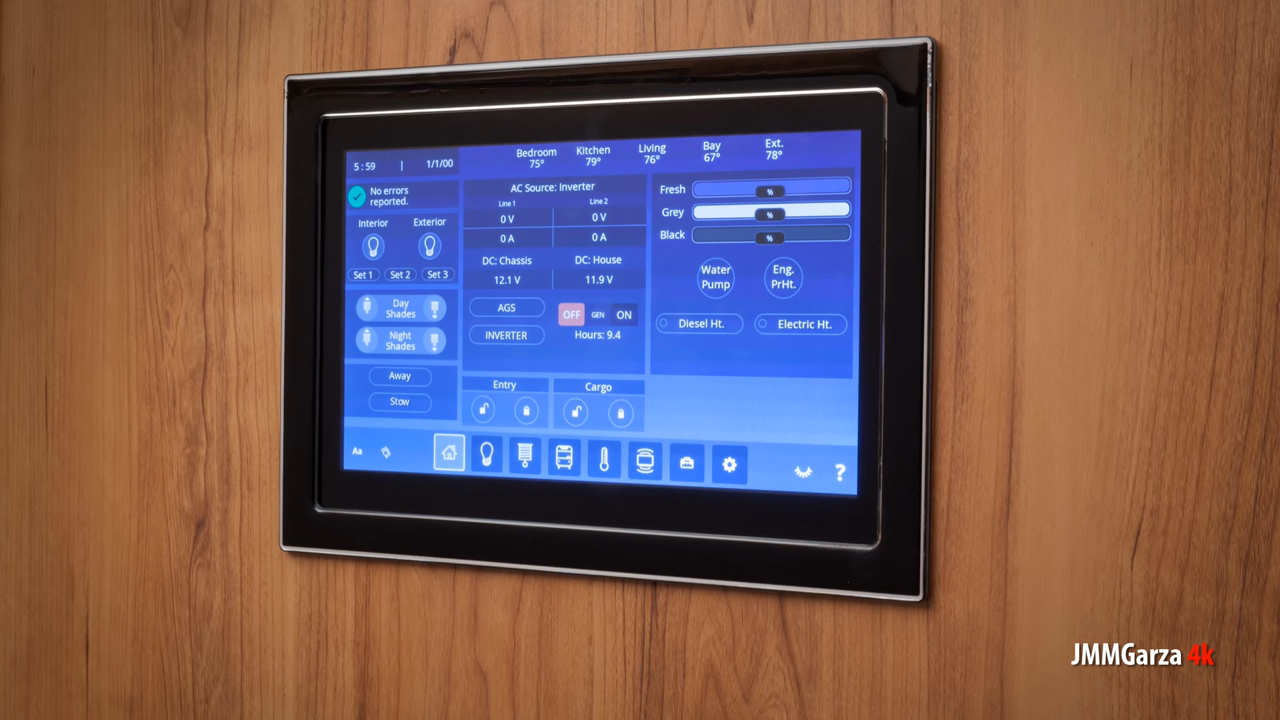 5 : 59 | 1/1/00
Bedroom Kitchen Living Bay Ext.
75° 79° 76° 67° 78°
No errors
reported.
Interior Exterior
Set 1 Set 2 Set 3
Day
Shades
Night
Shades
Away
Stow
AC Source: Inverter
Line 1 Line 2
0 V 0 V
0 A 0 A
DC: Chassis DC: House
12.1 V 11.9 V
AGS
OFF GEN ON
INVERTER
Hours: 9.4
Entry Cargo
Fresh %
Grey %
Black %
Water
Pump
Eng.
PrHt.
Diesel Ht. Electric Ht.
Aa ?
JMMGarza 4k